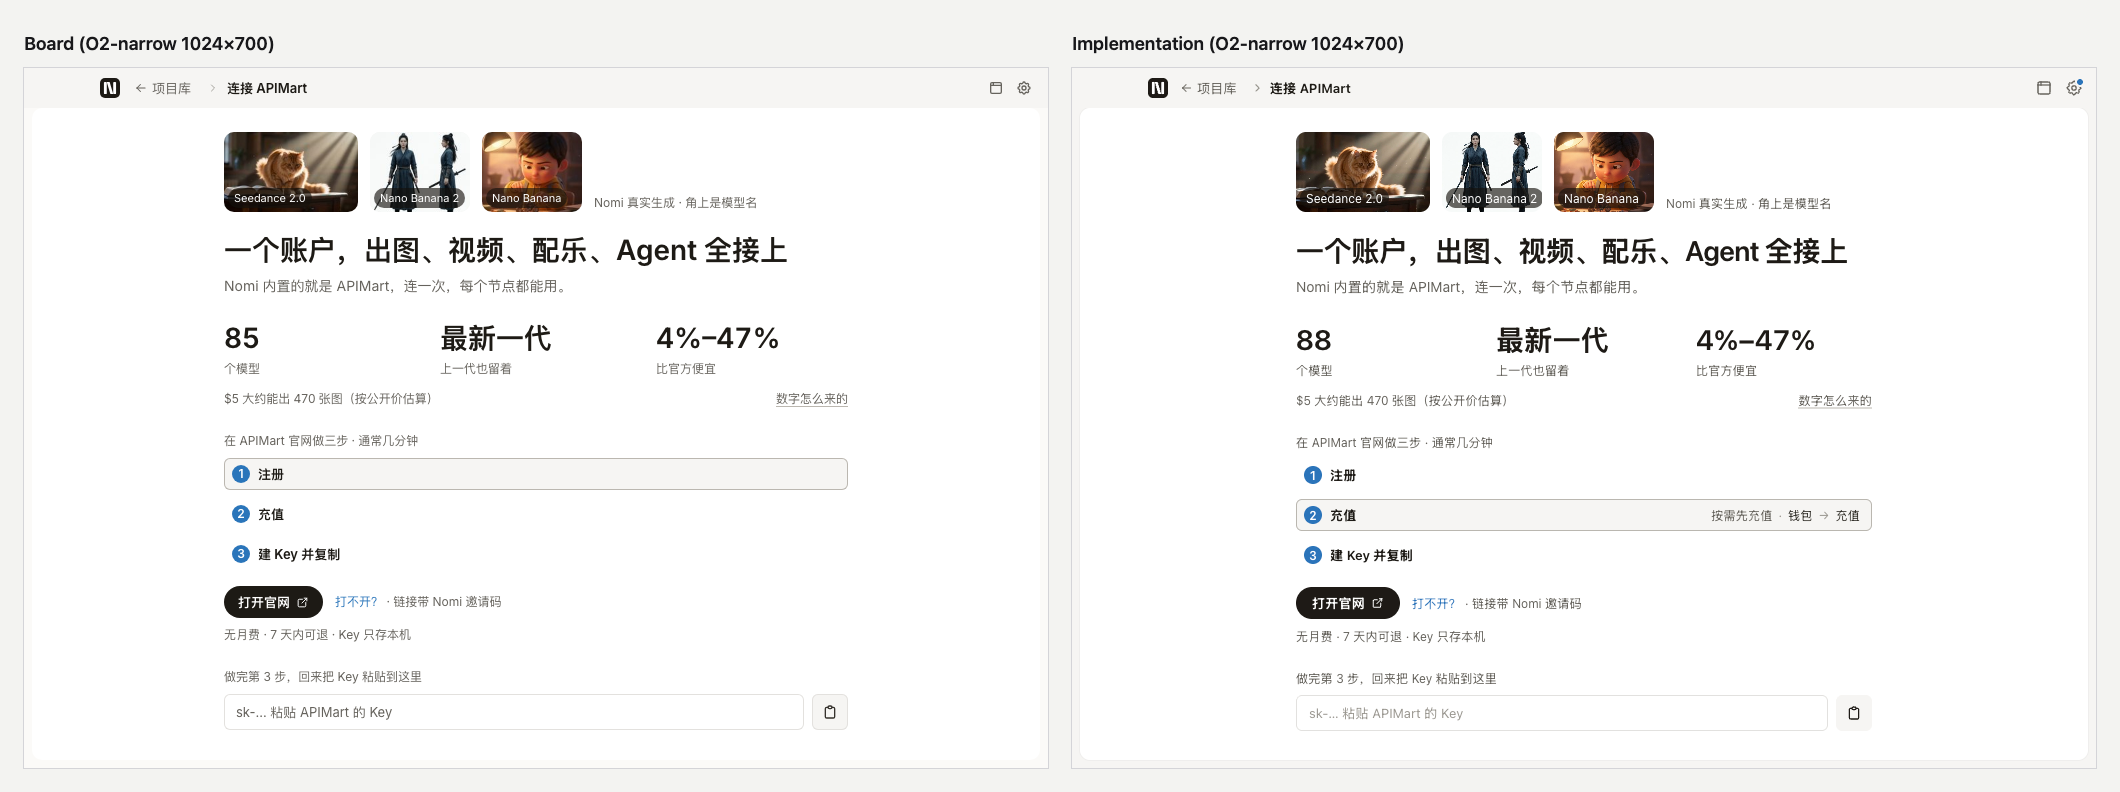 Board (O2-narrow 1024×700)
N ← 项目库 > 连接 APIMart
Seedance 2.0
Nano Banana 2
Nano Banana
Nomi 真实生成 · 角上是模型名
一个账户，出图、视频、配乐、Agent 全接上
Nomi 内置的就是 APIMart，连一次，每个节点都能用。
85
最新一代
4%–47%
个模型
上一代也留着
比官方便宜
$5 大约能出 470 张图（按公开价估算）
数字怎么来的
在 APIMart 官网做三步 · 通常几分钟
1 注册
2 充值
3 建 Key 并复制
打开官网 打不开? · 链接带 Nomi 邀请码
无月费 · 7 天内可退 · Key 只存本机
做完第 3 步，回来把 Key 粘贴到这里
sk-... 粘贴 APIMart 的 Key
Implementation (O2-narrow 1024×700)
N ← 项目库 > 连接 APIMart
Seedance 2.0
Nano Banana 2
Nano Banana
Nomi 真实生成 · 角上是模型名
一个账户，出图、视频、配乐、Agent 全接上
Nomi 内置的就是 APIMart，连一次，每个节点都能用。
88
最新一代
4%–47%
个模型
上一代也留着
比官方便宜
$5 大约能出 470 张图（按公开价估算）
数字怎么来的
在 APIMart 官网做三步 · 通常几分钟
1 注册
2 充值 按需先充值 · 钱包 → 充值
3 建 Key 并复制
打开官网 打不开? · 链接带 Nomi 邀请码
无月费 · 7 天内可退 · Key 只存本机
做完第 3 步，回来把 Key 粘贴到这里
sk-... 粘贴 APIMart 的 Key